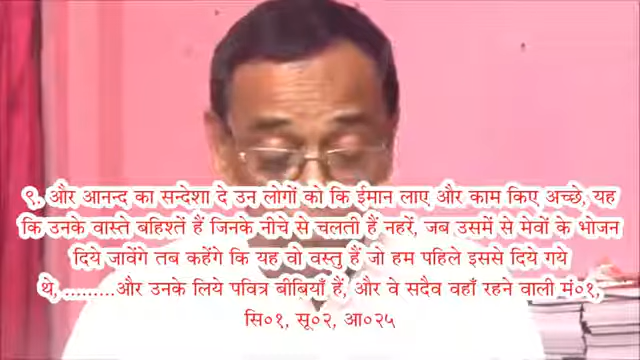 ९. और आनन्द का सन्देशा दे उन लोगों को कि ईमान लाए और काम किए अच्छे, यह
कि उनके वास्ते बहिश्तें हैं जिनके नीचे से चलती हैं नहरें, जब उसमें से मेवों के भोजन
दिये जावेंगे तब कहेंगे कि यह वो वस्तु हैं जो हम पहिले इससे दिये गये
थे, .........और उनके लिये पवित्र बीबियाँ हैं, और वे सदैव वहाँ रहने वाली मं०१,
सि०१, सू०२, आ०२५